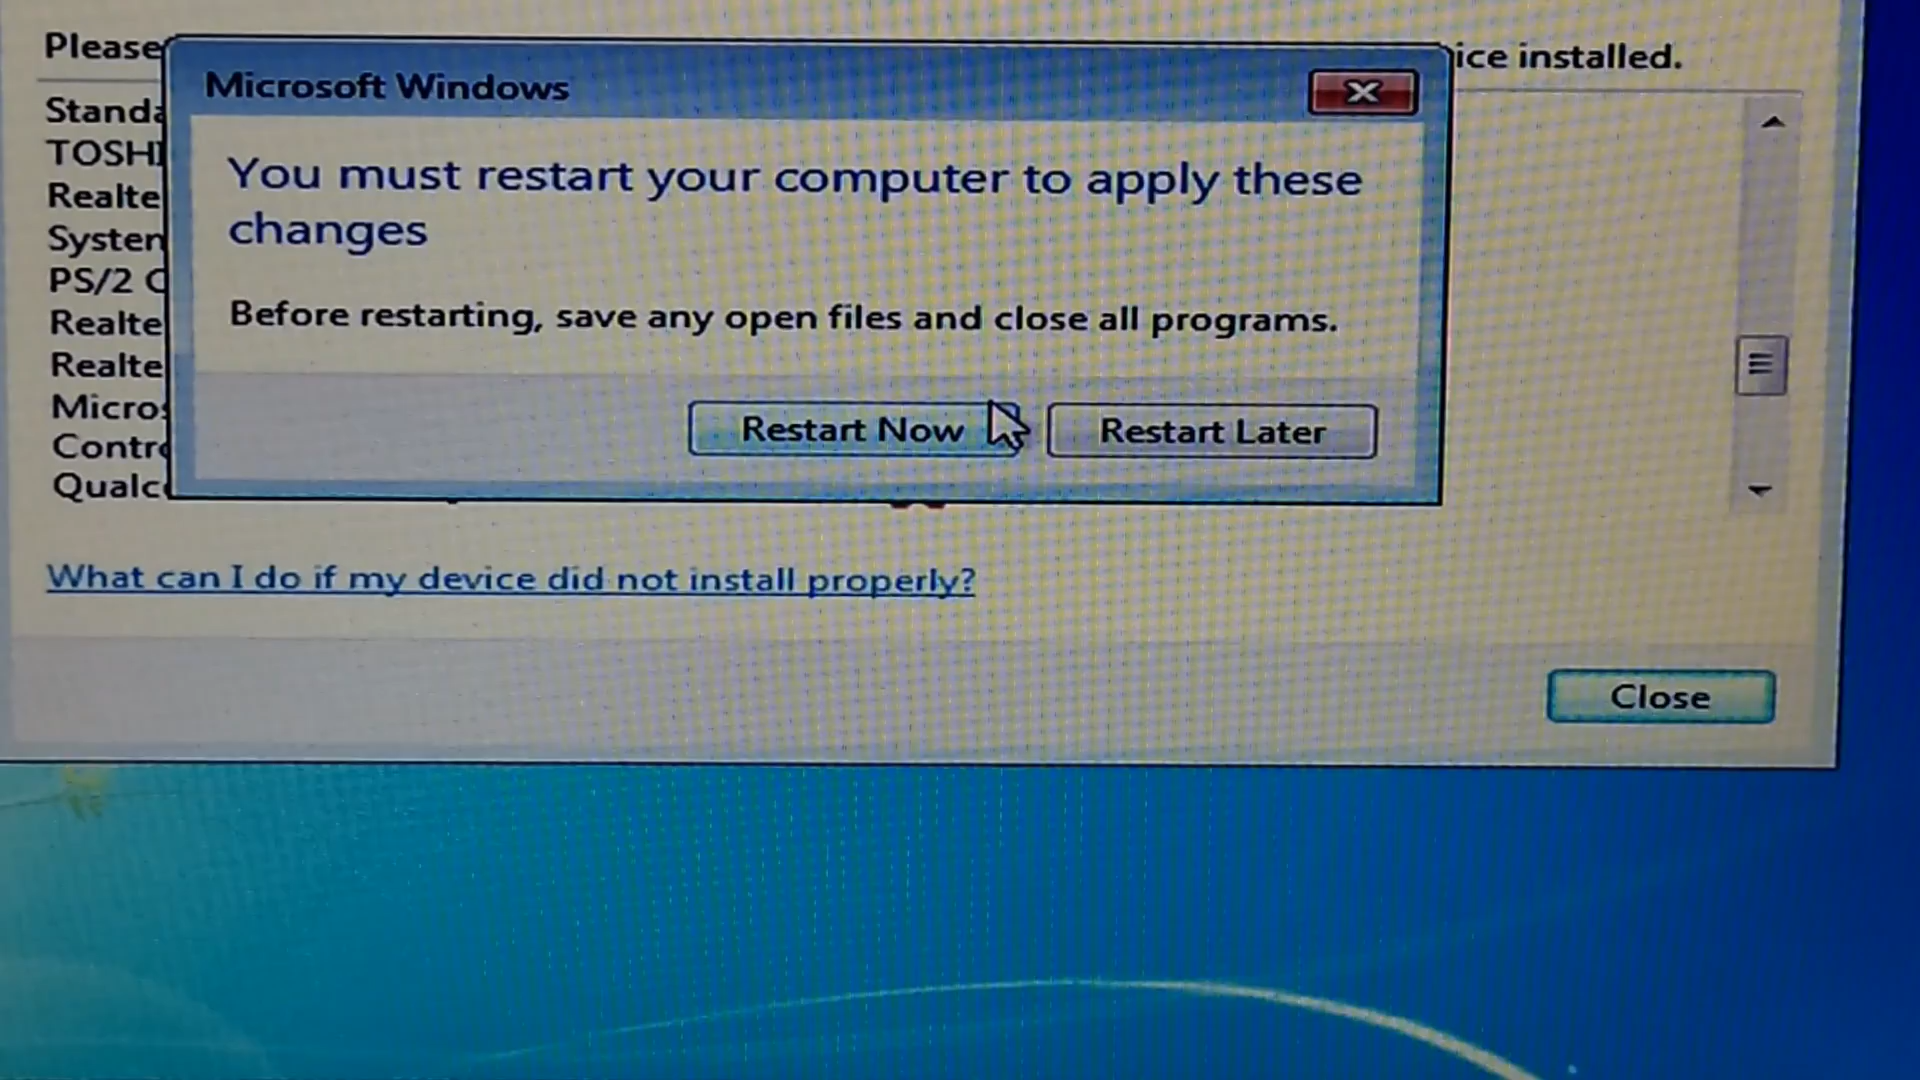 Please
ice installed.
Microsoft Windows
Standa
TOSHI
You must restart your computer to apply these
changes
Realte
System
PS/2 C
Before restarting, save any open files and close all programs.
Realte
Realte
Micros
Restart Now
Restart Later
Contro
Qualc
What can I do if my device did not install properly?
Close